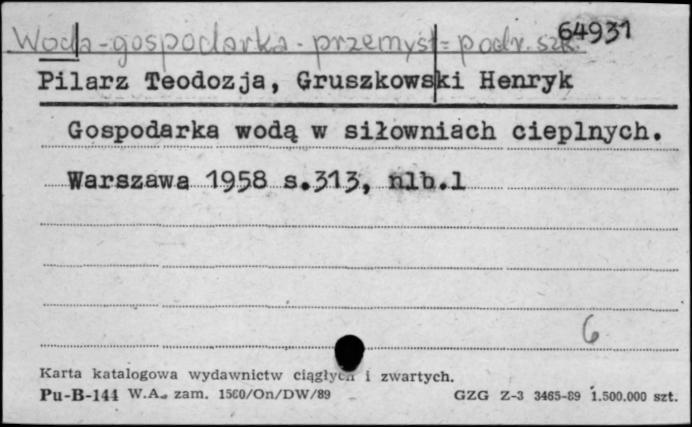 64931
Woda - gospodarka - przemysł = podr. szk.
Pilarz Teodozja, Gruszkowski Henryk
Gospodarka wodą w siłowniach cieplnych.
Warszawa 1958 s.313, nlb.1
6
Karta katalogowa wydawnictw ciągłych i zwartych.
Pu-B-144 W.A. zam. 1560/On/DW/89 GZG Z-3 3465-89 1.500.000 szt.